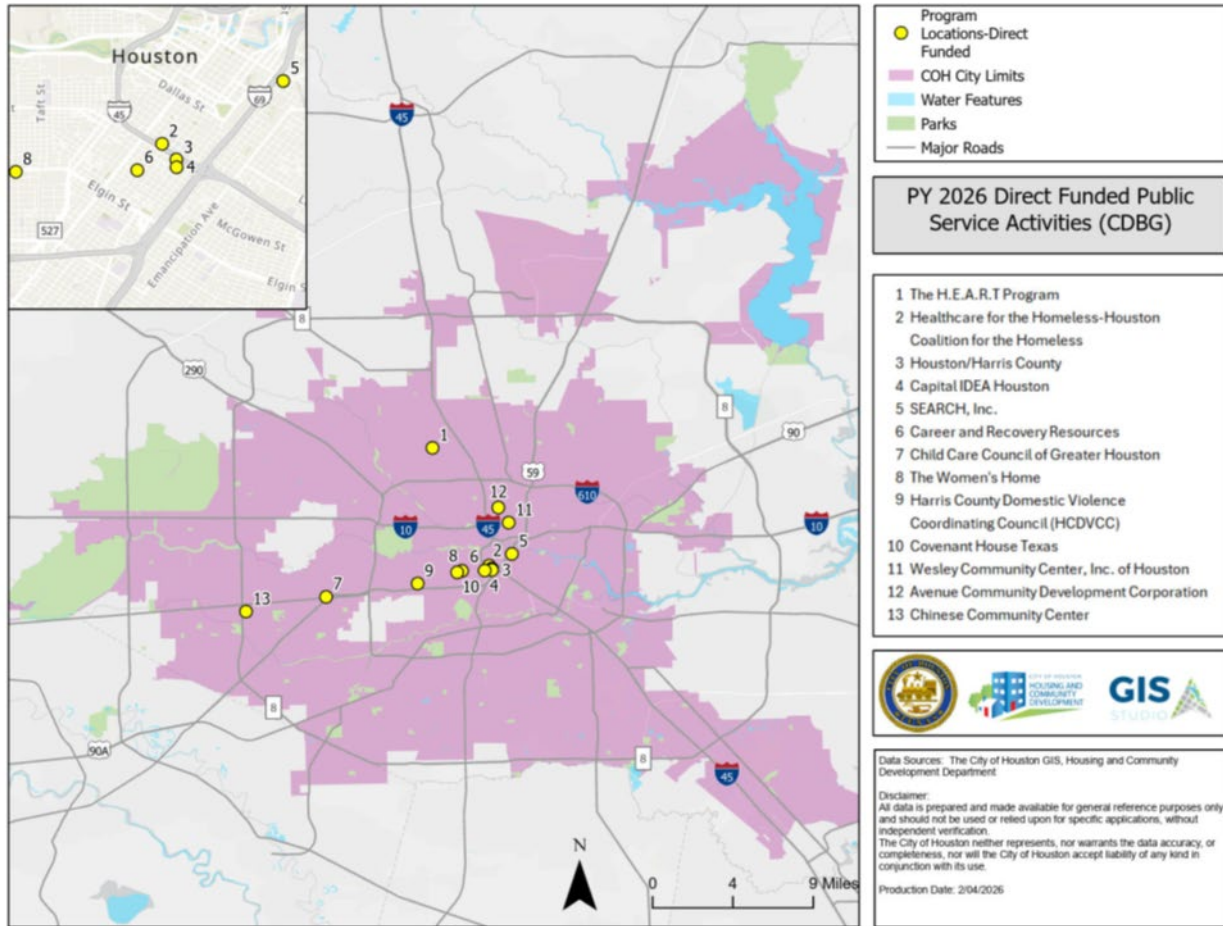 Houston
Dallas St
Taft St
45
69
5
2
3
8
6
4
Elgin St
527
Emancipation Ave
McGowen St
Elgin S
45
8
290
8
90
1
59
610
12
11
10
45
10
5
8
6
2
3
9
10
4
7
13
8
90A
8
45
N
0
4
9 Miles
Program
Locations-Direct
Funded
COH City Limits
Water Features
Parks
Major Roads
PY 2026 Direct Funded Public
Service Activities (CDBG)
1 The H.E.A.R.T Program
2 Healthcare for the Homeless-Houston
Coalition for the Homeless
3 Houston/Harris County
4 Capital IDEA Houston
5 SEARCH, Inc.
6 Career and Recovery Resources
7 Child Care Council of Greater Houston
8 The Women's Home
9 Harris County Domestic Violence
Coordinating Council (HCDVCC)
10 Covenant House Texas
11 Wesley Community Center, Inc. of Houston
12 Avenue Community Development Corporation
13 Chinese Community Center
CITY OF HOUSTON
HOUSING AND
COMMUNITY
DEVELOPMENT
GIS
STUDIO
Data Sources: The City of Houston GIS, Housing and Community
Development Department
Disclaimer:
All data is prepared and made available for general reference purposes only
and should not be used or relied upon for specific applications, without
independent verification.
The City of Houston neither represents, nor warrants the data accuracy, or
completeness, nor will the City of Houston accept liability of any kind in
conjunction with its use.
Production Date: 2/04/2026